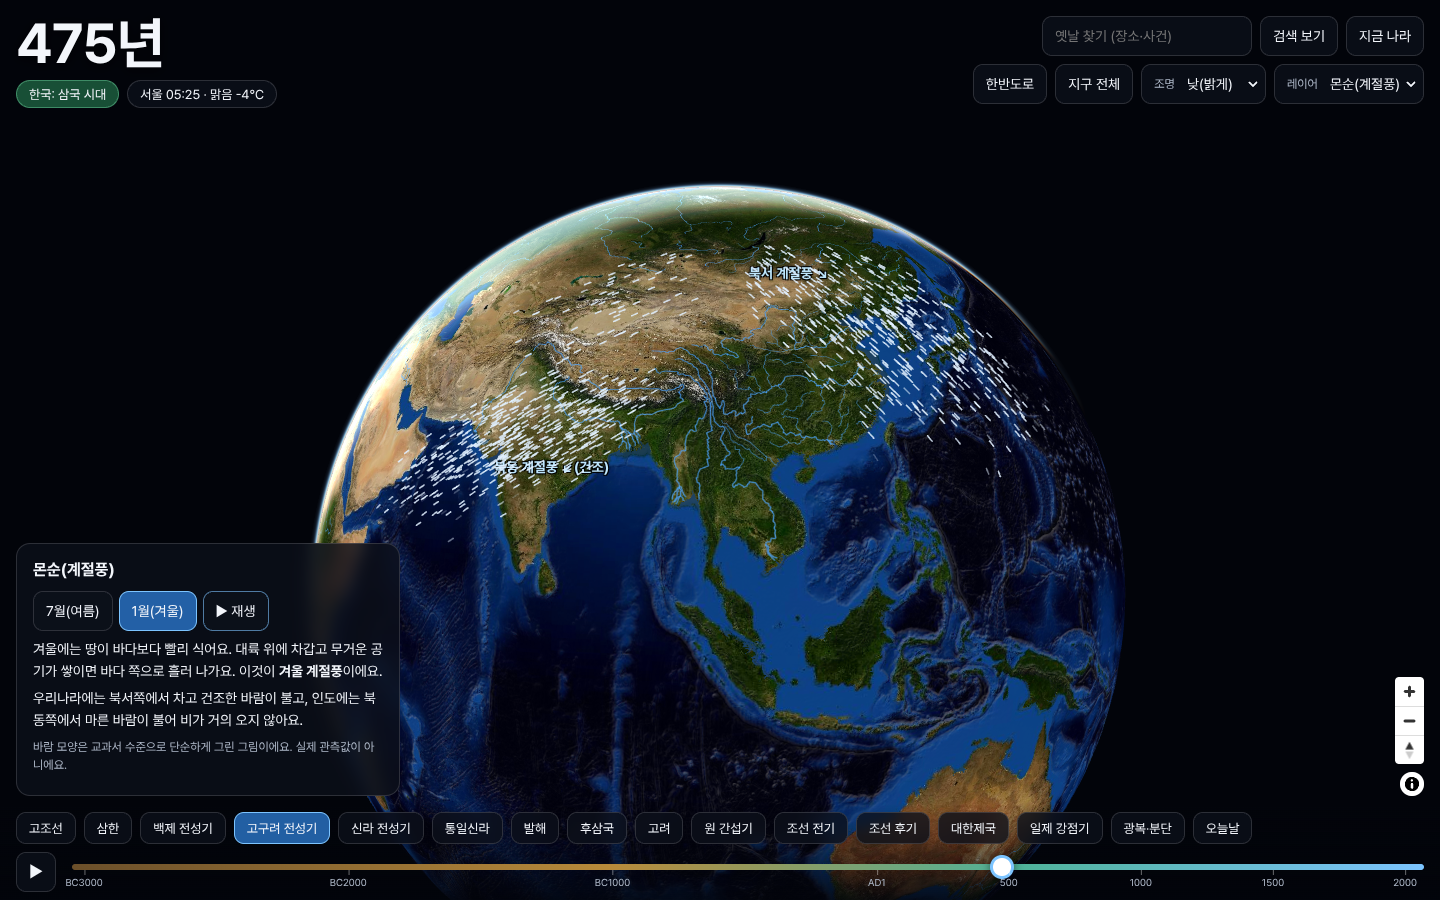 475년
한국: 삼국 시대
서울 05:25 · 맑음 -4°C
옛날 찾기 (장소·사건)
검색 보기
지금 나라
한반도로
지구 전체
조명 낮(밝게)
레이어 몬순(계절풍)
북서 계절풍 ↘
북동 계절풍 ↙ (건조)
몬순(계절풍)
7월(여름)
1월(겨울)
▶ 재생
겨울에는 땅이 바다보다 빨리 식어요. 대륙 위에 차갑고 무거운 공
기가 쌓이면 바다 쪽으로 흘러 나가요. 이것이 겨울 계절풍이에요.
우리나라에는 북서쪽에서 차고 건조한 바람이 불고, 인도에는 북
동쪽에서 마른 바람이 불어 비가 거의 오지 않아요.
바람 모양은 교과서 수준으로 단순하게 그린 그림이에요. 실제 관측값이 아
니에요.
고조선
삼한
백제 전성기
고구려 전성기
신라 전성기
통일신라
발해
후삼국
고려
원 간섭기
조선 전기
조선 후기
대한제국
일제 강점기
광복·분단
오늘날
BC3000
BC2000
BC1000
AD1
500
1000
1500
2000